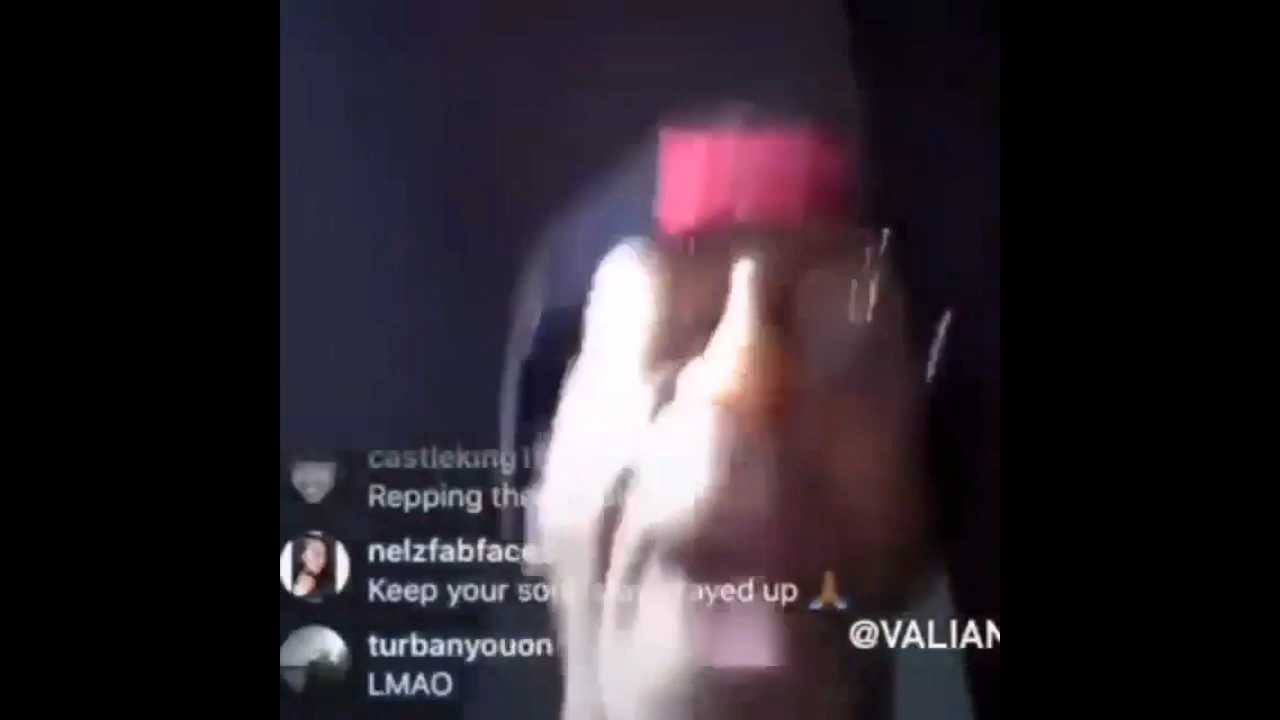 castleking
Repping the
nelzfabface
Keep your so ayed up 🙏
@VALIAN
turbanyouon
LMAO